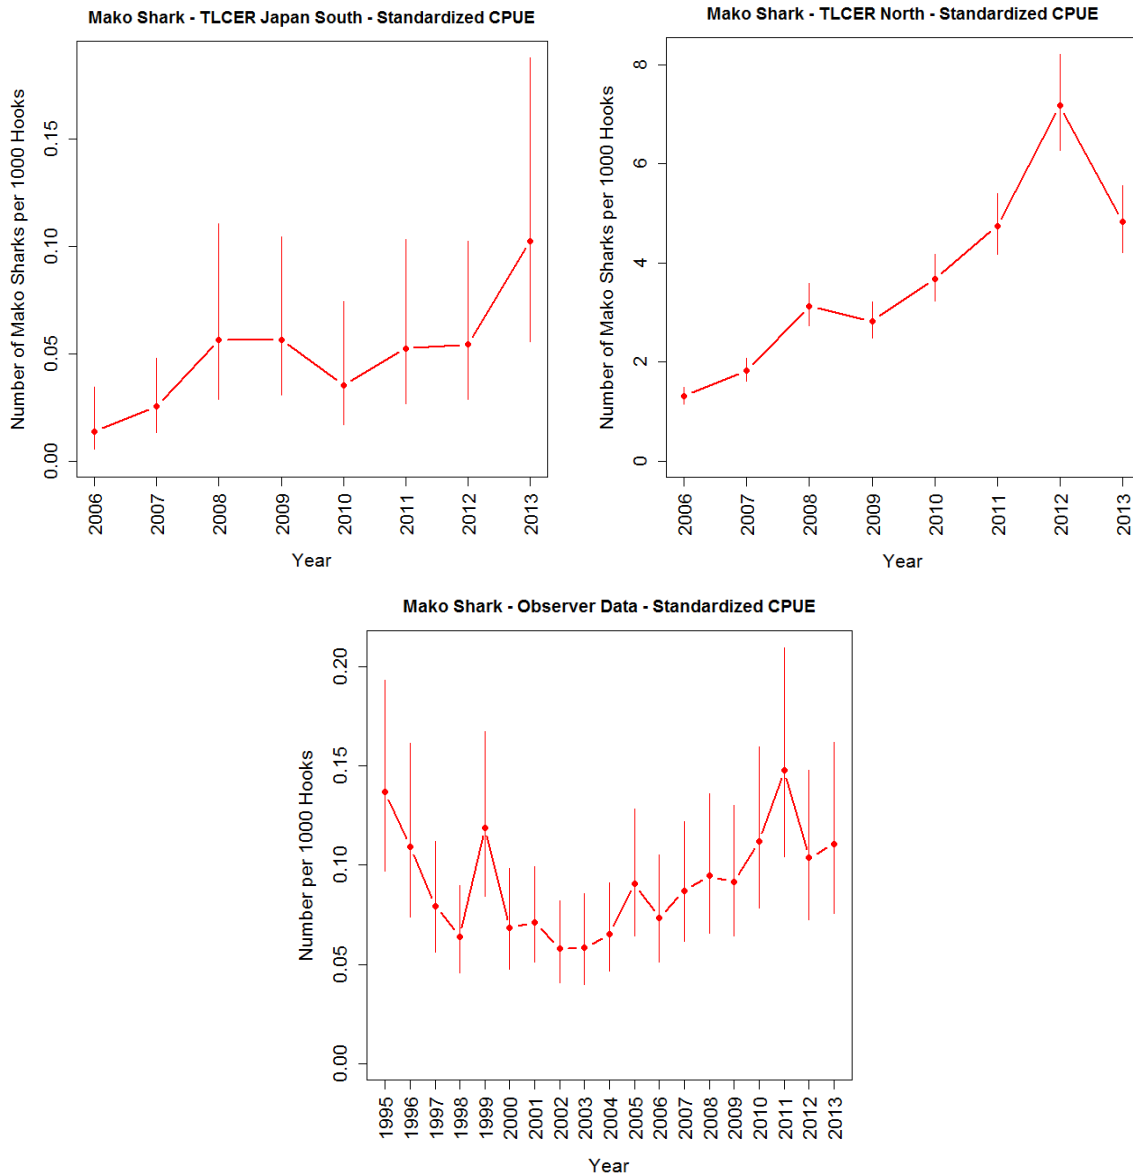 Mako Shark - TLCER Japan South - Standardized CPUE
Number of Mako Sharks per 1000 Hooks
0.15
0.10
0.05
0.00
2006 2007 2008 2009 2010 2011 2012 2013
Year
Mako Shark - TLCER North - Standardized CPUE
Number of Mako Sharks per 1000 Hooks
8
6
4
2
0
2006 2007 2008 2009 2010 2011 2012 2013
Year
Mako Shark - Observer Data - Standardized CPUE
Number per 1000 Hooks
0.20
0.15
0.10
0.05
0.00
1995 1996 1997 1998 1999 2000 2001 2002 2003 2004 2005 2006 2007 2008 2009 2010 2011 2012 2013
Year